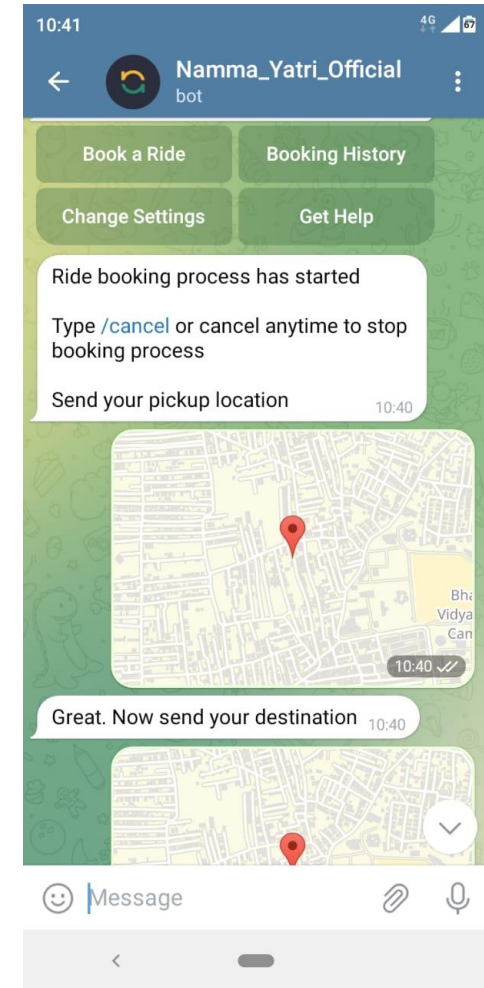 10:41
4G
67
Namma_Yatri_Official
bot
Book a Ride
Booking History
Change Settings
Get Help
Ride booking process has started
Type /cancel or cancel anytime to stop
booking process
Send your pickup location
10:40
Vidya
10:40
Great. Now send your destination
10:40
Message